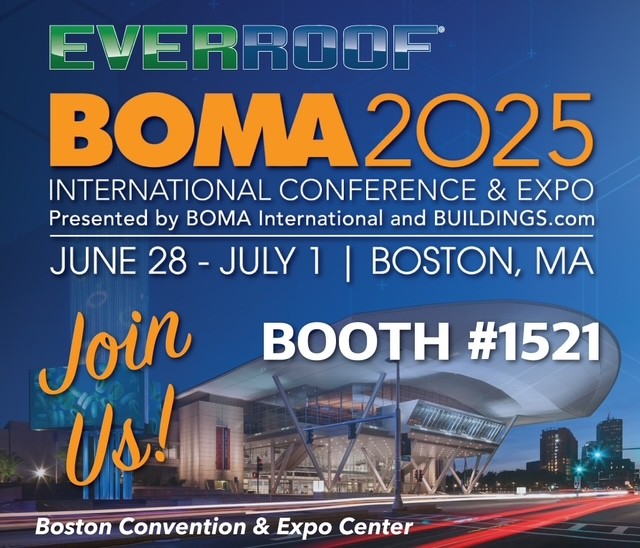 EVERROOF®
BOMA2025
INTERNATIONAL CONFERENCE & EXPO
Presented by BOMA International and BUILDINGS.com
JUNE 28 - JULY 1 | BOSTON, MA
Join
Us!
BOOTH #1521
Boston Convention & Expo Center